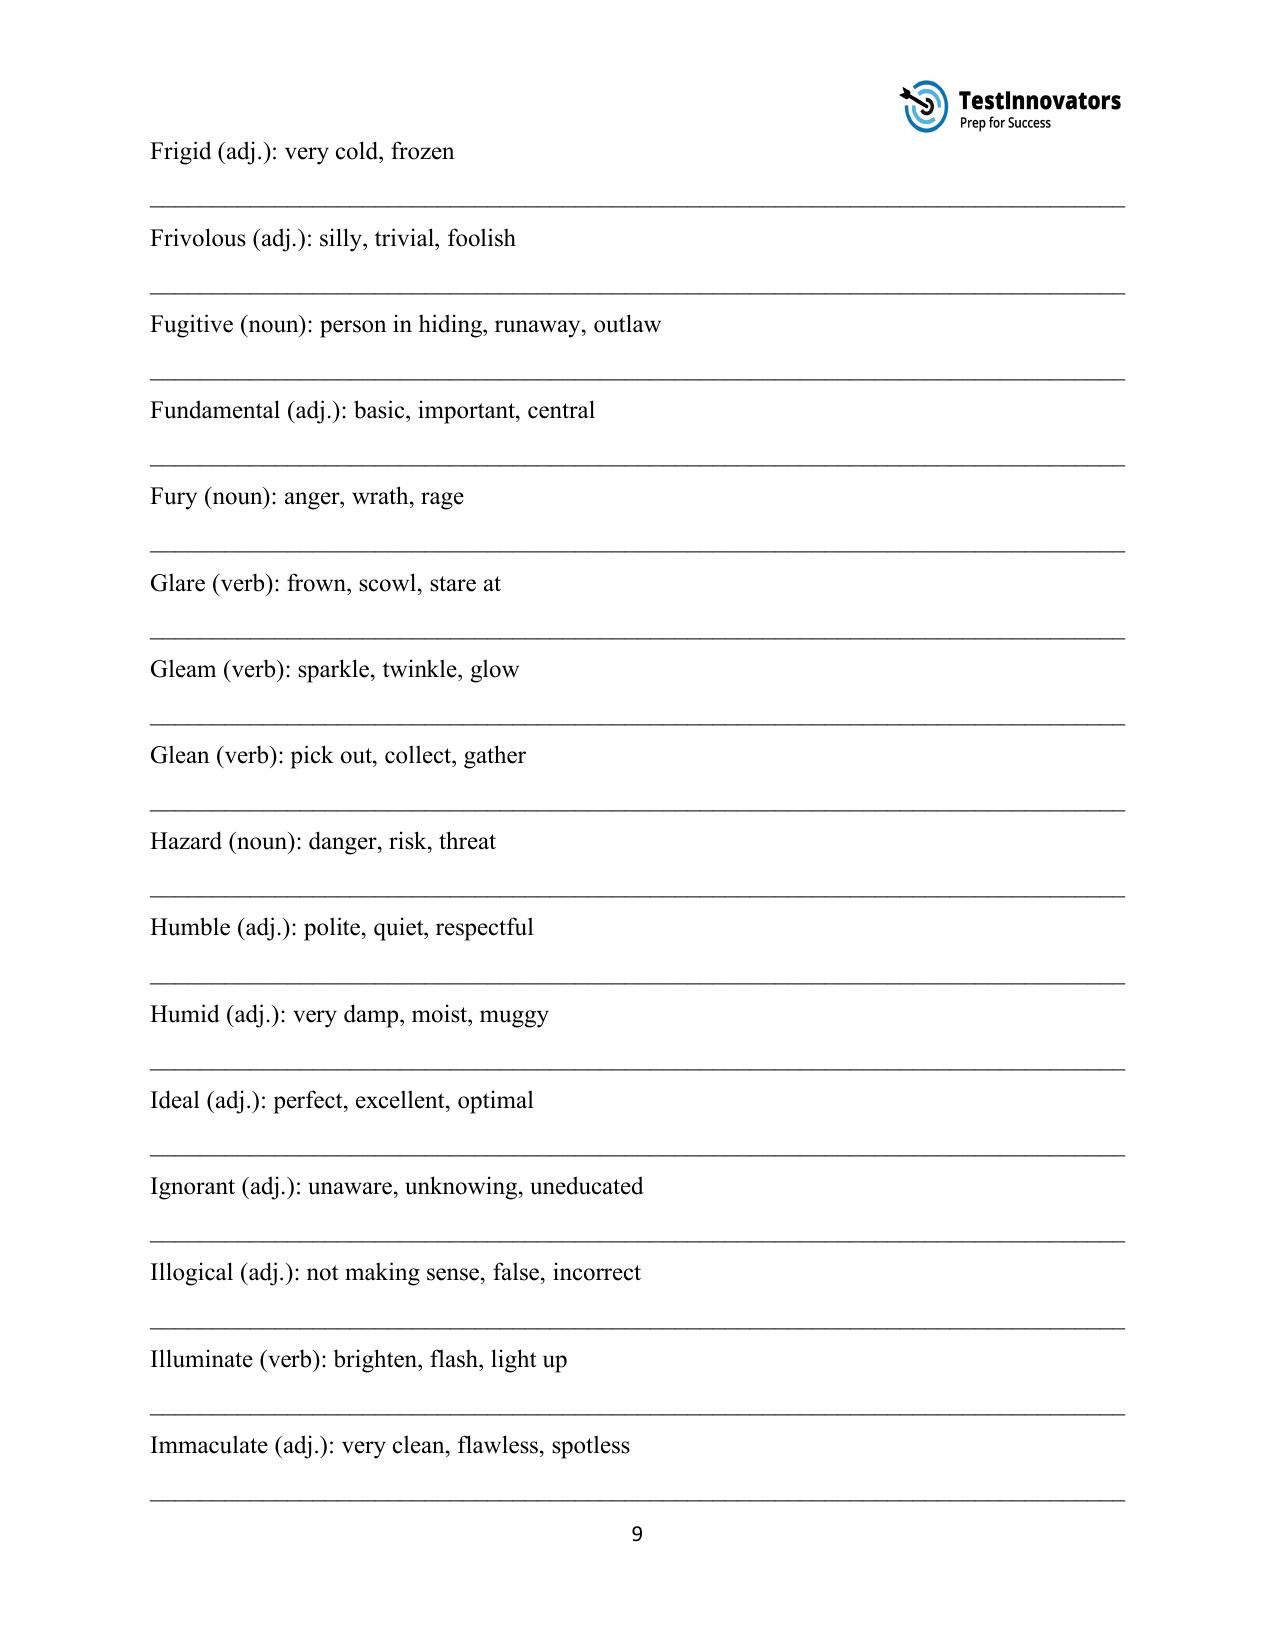 TestInnovators
Prep for Success
Frigid (adj.): very cold, frozen
Frivolous (adj.): silly, trivial, foolish
Fugitive (noun): person in hiding, runaway, outlaw
Fundamental (adj.): basic, important, central
Fury (noun): anger, wrath, rage
Glare (verb): frown, scowl, stare at
Gleam (verb): sparkle, twinkle, glow
Glean (verb): pick out, collect, gather
Hazard (noun): danger, risk, threat
Humble (adj.): polite, quiet, respectful
Humid (adj.): very damp, moist, muggy
Ideal (adj.): perfect, excellent, optimal
Ignorant (adj.): unaware, unknowing, uneducated
Illogical (adj.): not making sense, false, incorrect
Illuminate (verb): brighten, flash, light up
Immaculate (adj.): very clean, flawless, spotless
9